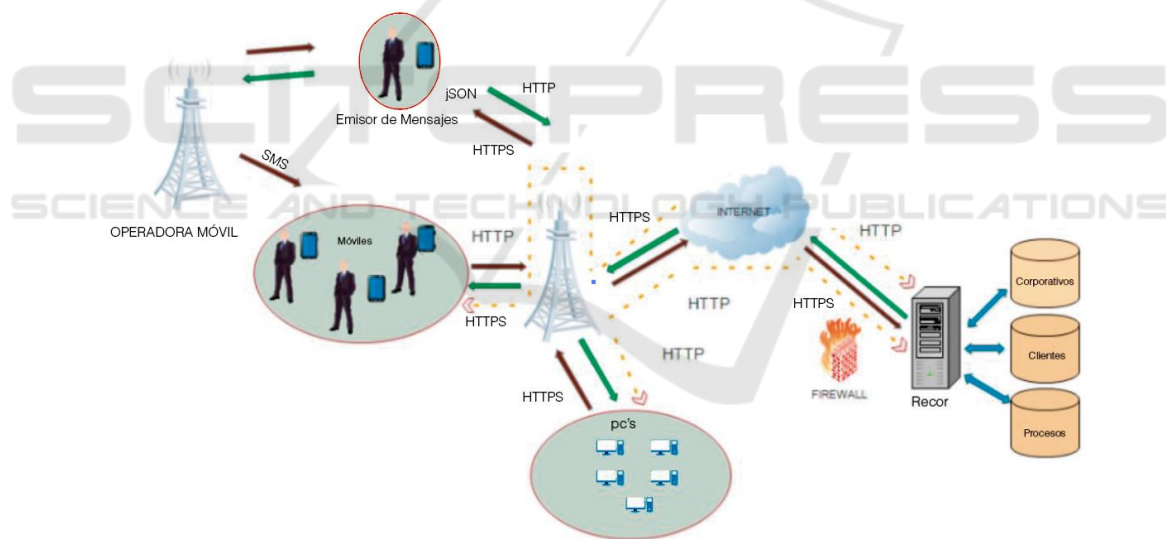 HTTP
jSON
Emisor de Mensajes
HTTPS
SCITEPRESS
SMS
SCIENCE AND TECHNOLOGY PUBLICATIONS
OPERADORA MÓVIL
Móviles
HTTP
HTTPS
INTERNET
HTTPS
HTTP
HTTP
HTTPS
HTTP
HTTPS
FIREWALL
Recor
Corporativos
Clientes
Procesos
pc's